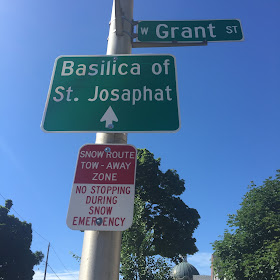 W Grant ST
Basilica of
St. Josaphat
SNOW ROUTE
TOW - AWAY
ZONE
NO STOPPING
DURING
SNOW
EMERGENCY